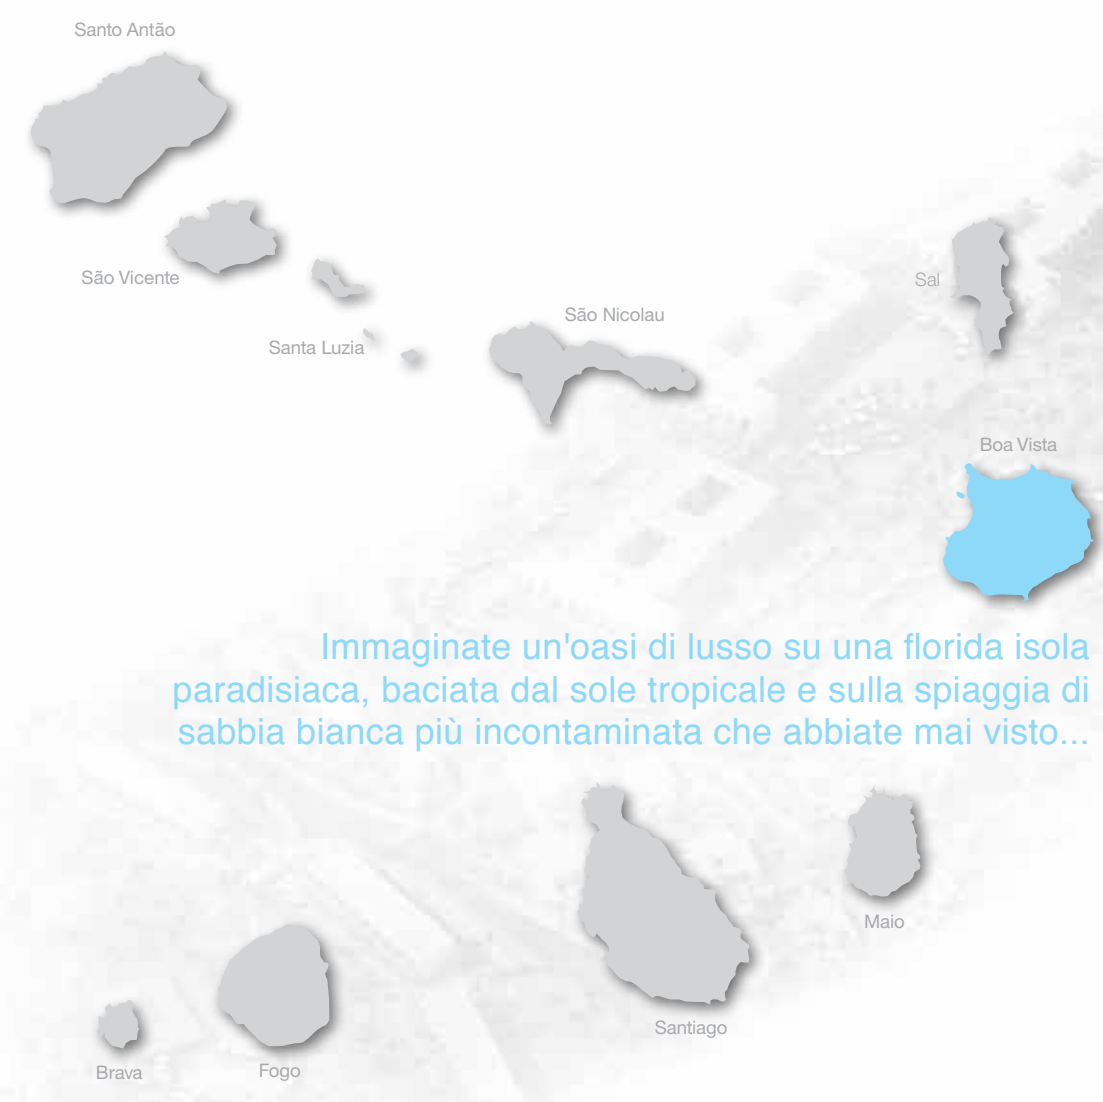 Santo Antão
São Vicente
Santa Luzia
São Nicolau
Sal
Boa Vista
Immaginate un'oasi di lusso su una florida isola
paradisiaca, baciata dal sole tropicale e sulla spiaggia di
sabbia bianca più incontaminata che abbiate mai visto...
Maio
Santiago
Fogo
Brava